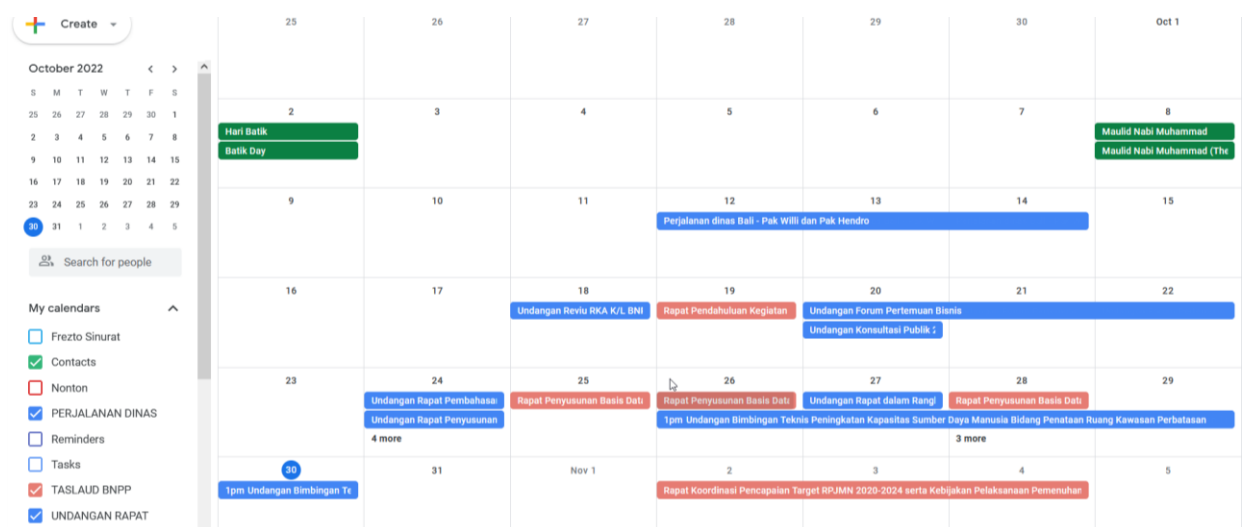 Create
October 2022
S M T W T F S
25 26 27 28 29 30 1
2 3 4 5 6 7 8
9 10 11 12 13 14 15
16 17 18 19 20 21 22
23 24 25 26 27 28 29
30 31 1 2 3 4 5
Search for people
My calendars
Frezto Sinurat
Contacts
Nonton
PERJALANAN DINAS
Reminders
Tasks
TASLAUD BNPP
UNDANGAN RAPAT
25 26 27 28 29 30 Oct 1
2 3 4 5 6 7 8
Hari Batik
Batik Day
Maulid Nabi Muhammad
Maulid Nabi Muhammad (The
9 10 11 12 13 14 15
Perjalanan dinas Bali - Pak Willi dan Pak Hendro
16 17 18 19 20 21 22
Undangan Reviu RKA K/L BNI
Rapat Pendahuluan Kegiatan
Undangan Forum Pertemuan Bisnis
Undangan Konsultasi Publik
23 24 25 26 27 28 29
Undangan Rapat Pembahasa
Rapat Penyusunan Basis Data
Rapat Penyusunan Basis Data
Undangan Rapat dalam Rang
Rapat Penyusunan Basis Data
Undangan Rapat Penyusunan
1pm Undangan Bimbingan Teknis Peningkatan Kapasitas Sumber Daya Manusia Bidang Penataan Ruang Kawasan Perbatasan
4 more
3 more
30 31 Nov 1 2 3 4 5
1pm Undangan Bimbingan Te
Rapat Koordinasi Pencapaian Target RPJMN 2020-2024 serta Kebijakan Pelaksanaan Pemenuhan